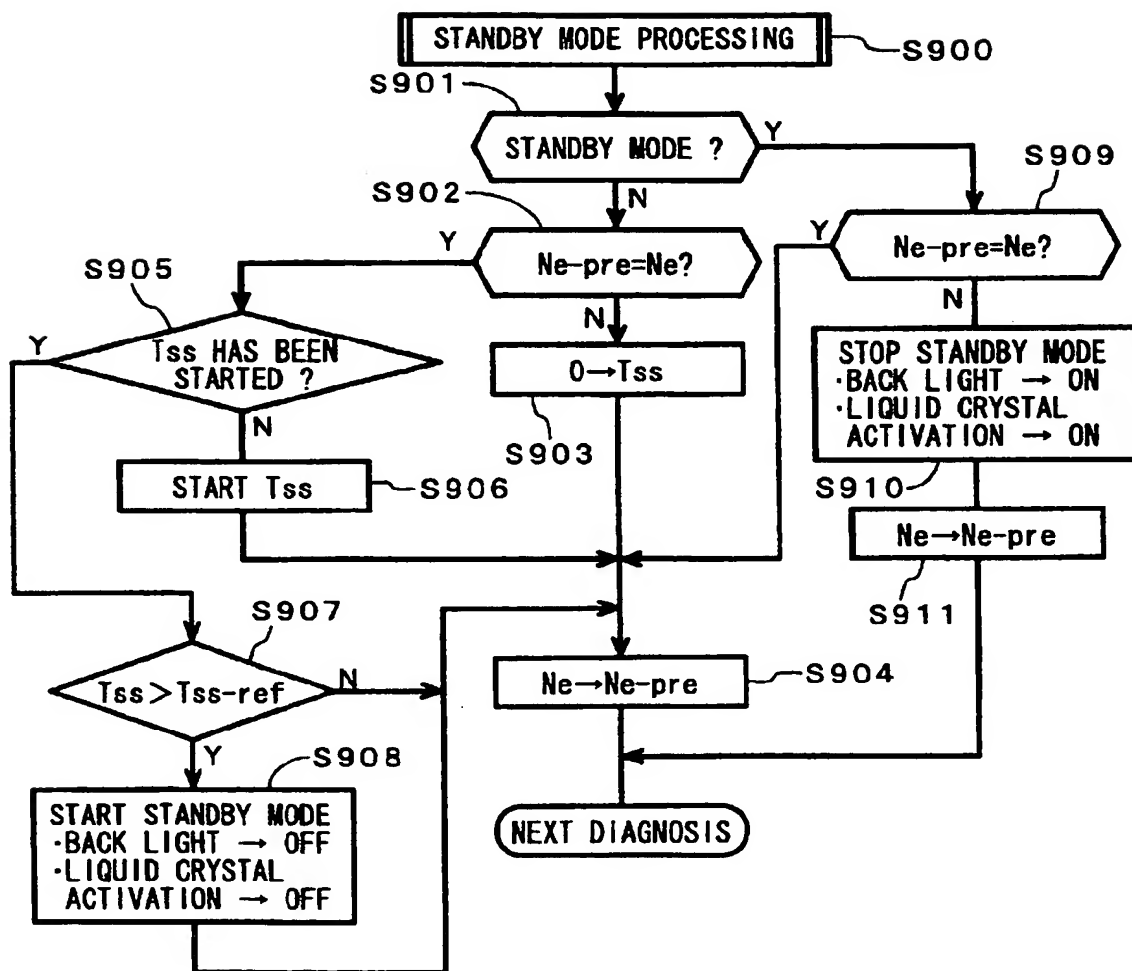 STANDBY MODE PROCESSING
S900
S901
STANDBY MODE ?
Y
N
S902
Ne-pre=Ne?
Y
N
S909
Ne-pre=Ne?
Y
N
S905
Tss HAS BEEN
STARTED ?
Y
N
0→Tss
S903
STOP STANDBY MODE
·BACK LIGHT → ON
·LIQUID CRYSTAL
ACTIVATION → ON
S910
START Tss
S906
Ne→Ne-pre
S911
S907
Tss>Tss-ref
N
Y
Ne→Ne-pre
S904
S908
START STANDBY MODE
·BACK LIGHT → OFF
·LIQUID CRYSTAL
ACTIVATION → OFF
NEXT DIAGNOSIS